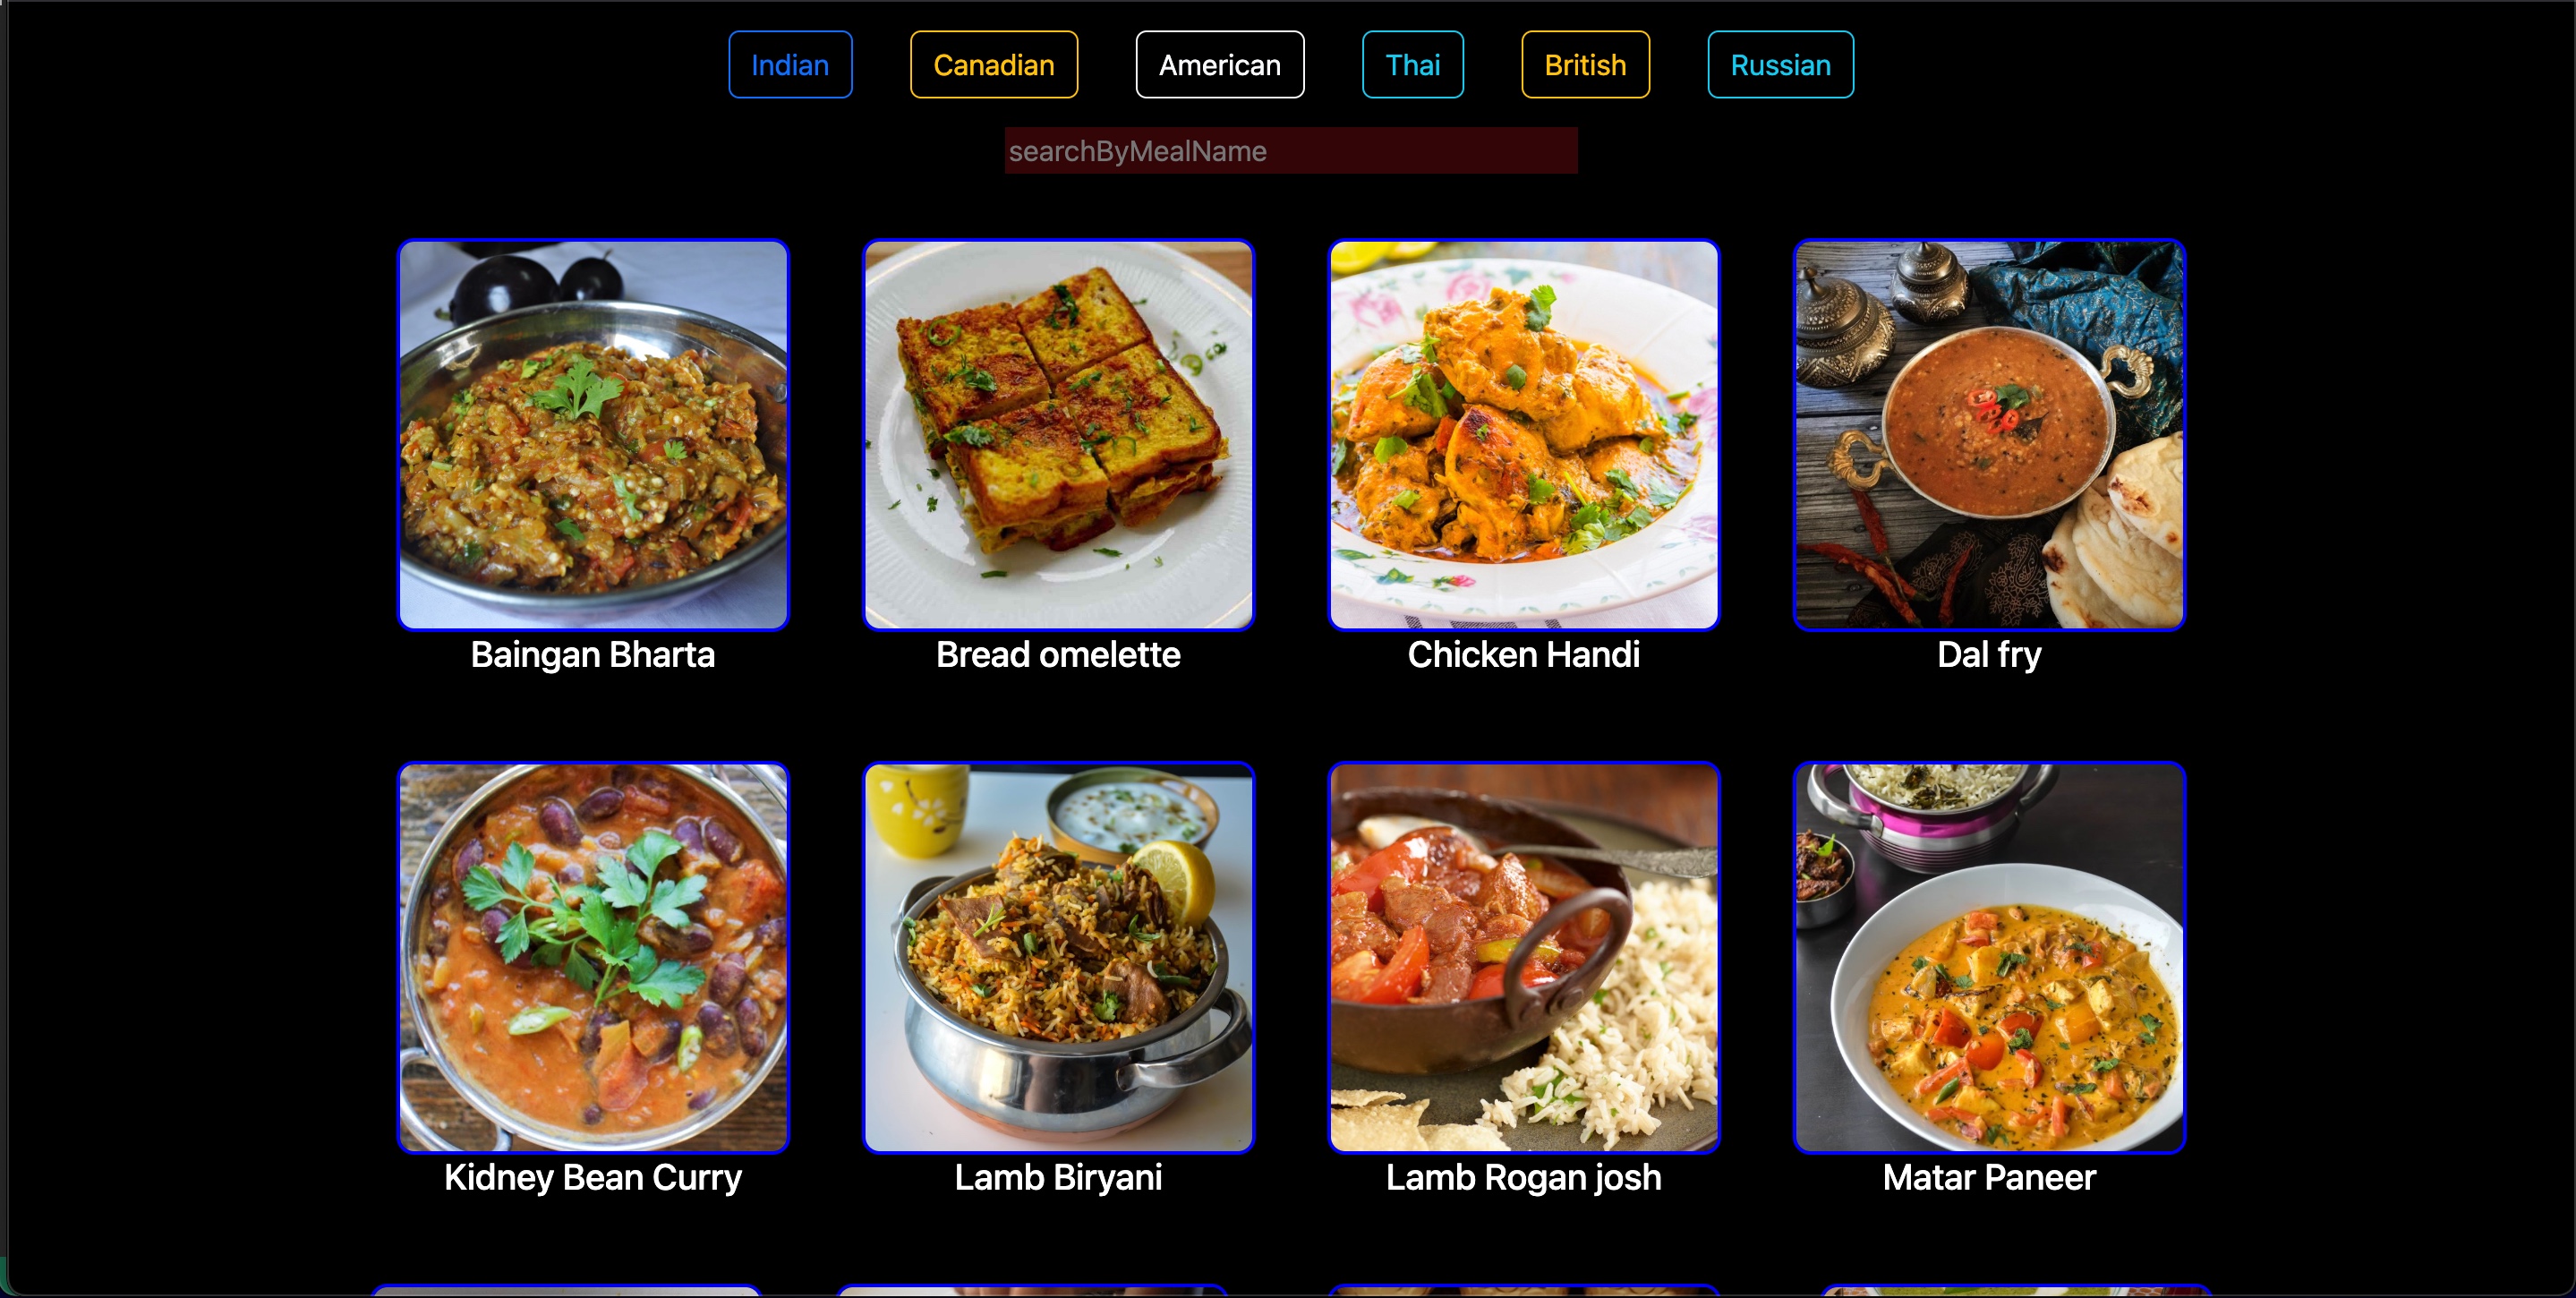 Indian Canadian American Thai British Russian
searchByMealName
Baingan Bharta Bread omelette Chicken Handi Dal fry
Kidney Bean Curry Lamb Biryani Lamb Rogan josh Matar Paneer